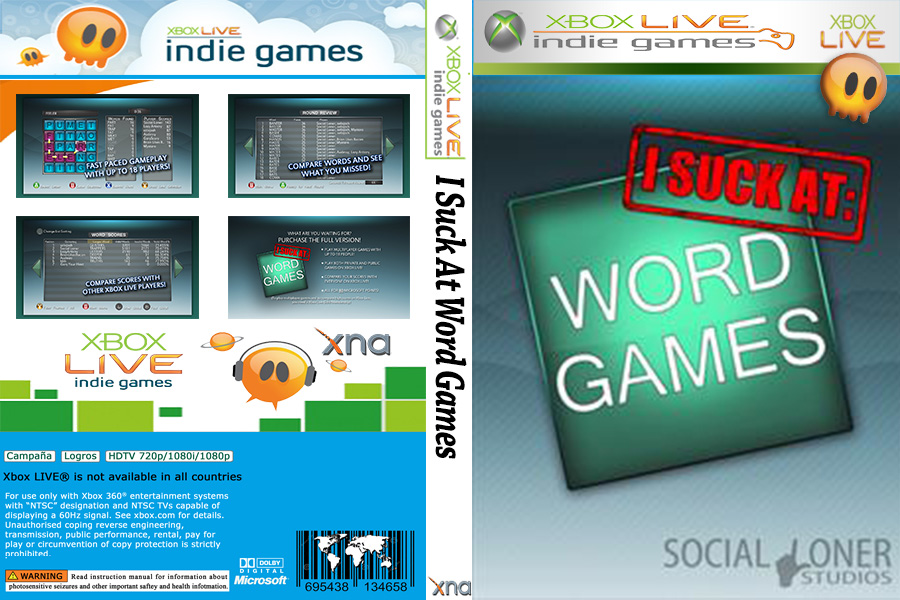 XBOX LIVE
indie games
FAST PACED GAMEPLAY
WITH UP TO 18 PLAYERS!
ROUND REVIEW
COMPARE WORDS AND SEE
WHAT YOU MISSED!
WORD SCORES
COMPARE SCORES WITH
OTHER XBOX LIVE PLAYERS!
WHAT ARE YOU WAITING FOR?
PURCHASE THE FULL VERSION!
WORD
GAMES
XBOX
LIVE
indie games
xna
Campaña Logros HDTV 720p/1080i/1080p
Xbox LIVE® is not available in all countries
For use only with Xbox 360® entertainment systems
with "NTSC" designation and NTSC TVs capable of
displaying a 60Hz signal. See xbox.com for details.
Unauthorised coping reverse engineering,
transmission, public performance, rental, pay for
play or circumvention of copy protection is strictly
prohibited.
WARNING Read instruction manual for information about
photosensitive seizures and other important saftey and health infotmation.
DOLBY
DIGITAL
Microsoft
695438 134658
XBOX LIVE
indie games
I Suck At Word Games
xna
XBOX LIVE
indie games
XBOX
LIVE
I SUCK AT:
WORD
GAMES
SOCIAL LONER
STUDIOS